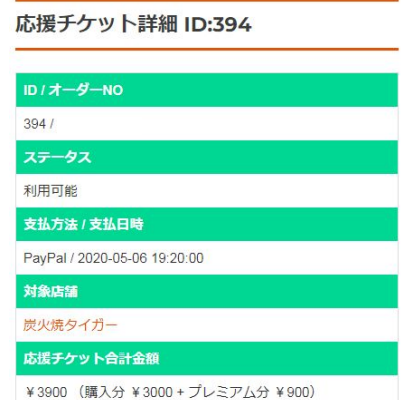 応援チケット詳細 ID:394
ID / オーダーNO
394 /
ステータス
利用可能
支払方法 / 支払日時
PayPal / 2020-05-06 19:20:00
対象店舗
炭火焼タイガー
応援チケット合計金額
￥3900 （購入分 ￥3000 + プレミアム分 ￥900）